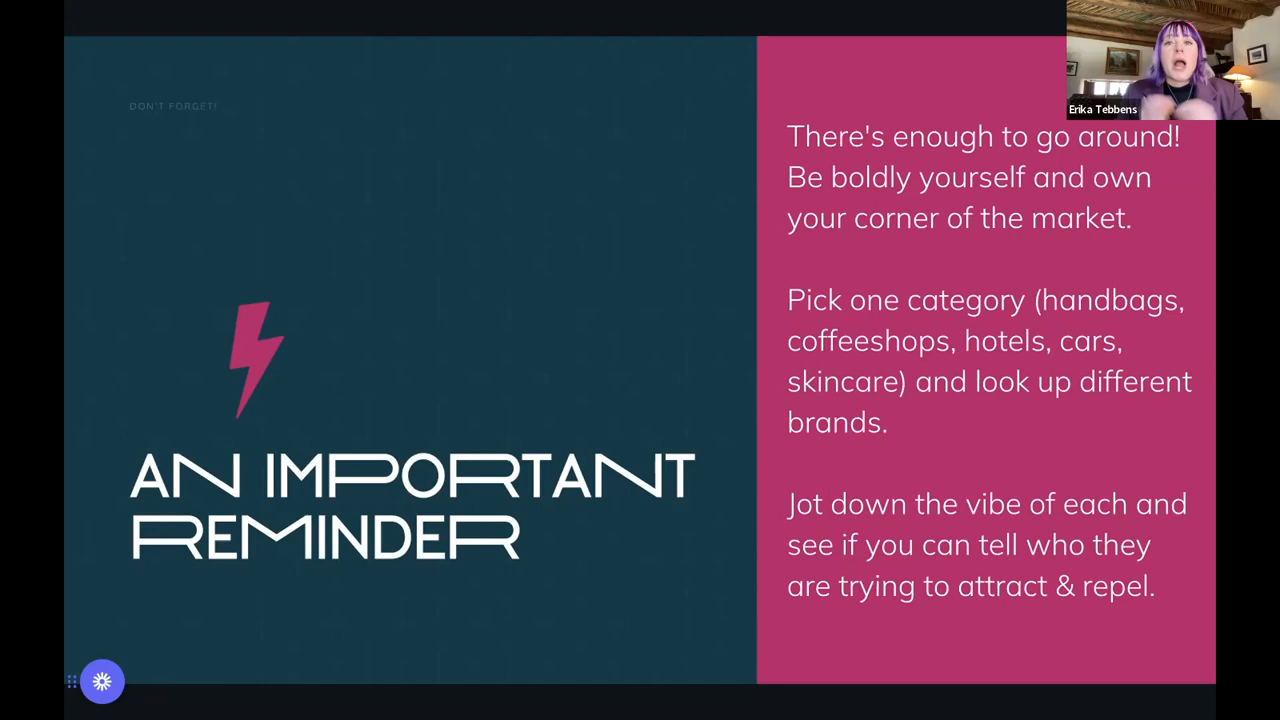 DON'T FORGET!
AN IMPORTANT
REMINDER
Erika Tebbens
There's enough to go around!
Be boldly yourself and own
your corner of the market.
Pick one category (handbags,
coffeeshops, hotels, cars,
skincare) and look up different
brands.
Jot down the vibe of each and
see if you can tell who they
are trying to attract & repel.